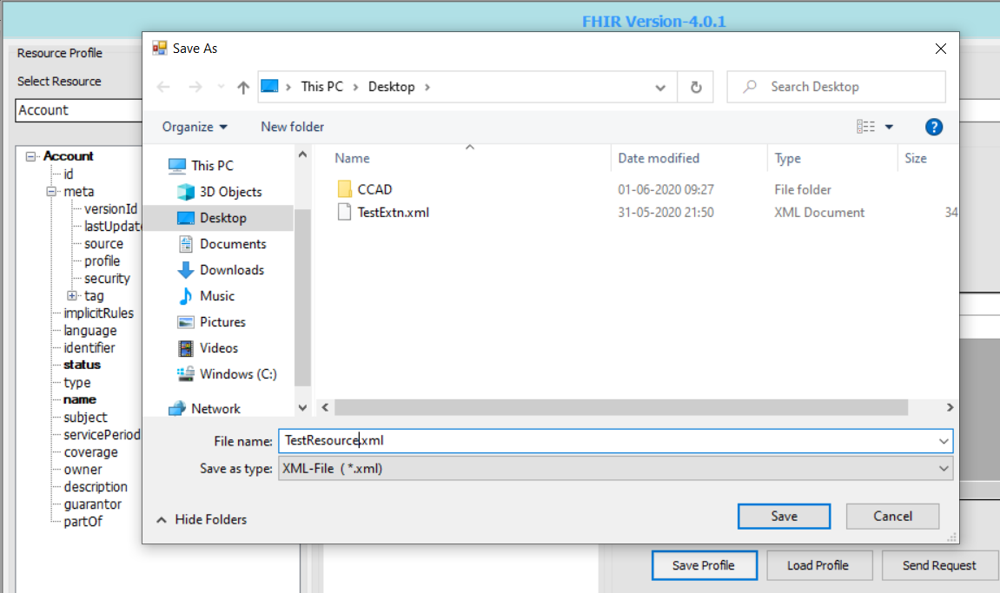 FHIR Version-4.0.1
Resource Profile
Select Resource
Account
Account
id
meta
versionId
lastUpdate
source
profile
security
tag
implicitRules
language
identifier
status
type
name
subject
servicePeriod
coverage
owner
description
guarantor
partOf
Save As
This PC > Desktop >
Search Desktop
Organize New folder
?
This PC
3D Objects
Desktop
Documents
Downloads
Music
Pictures
Videos
Windows (C:)
Network
Name Date modified Type Size
CCAD 01-06-2020 09:27 File folder
TestExtn.xml 31-05-2020 21:50 XML Document 34
File name: TestResource.xml
Save as type: XML-File ( *.xml)
Hide Folders
Save Cancel
Save Profile Load Profile Send Request